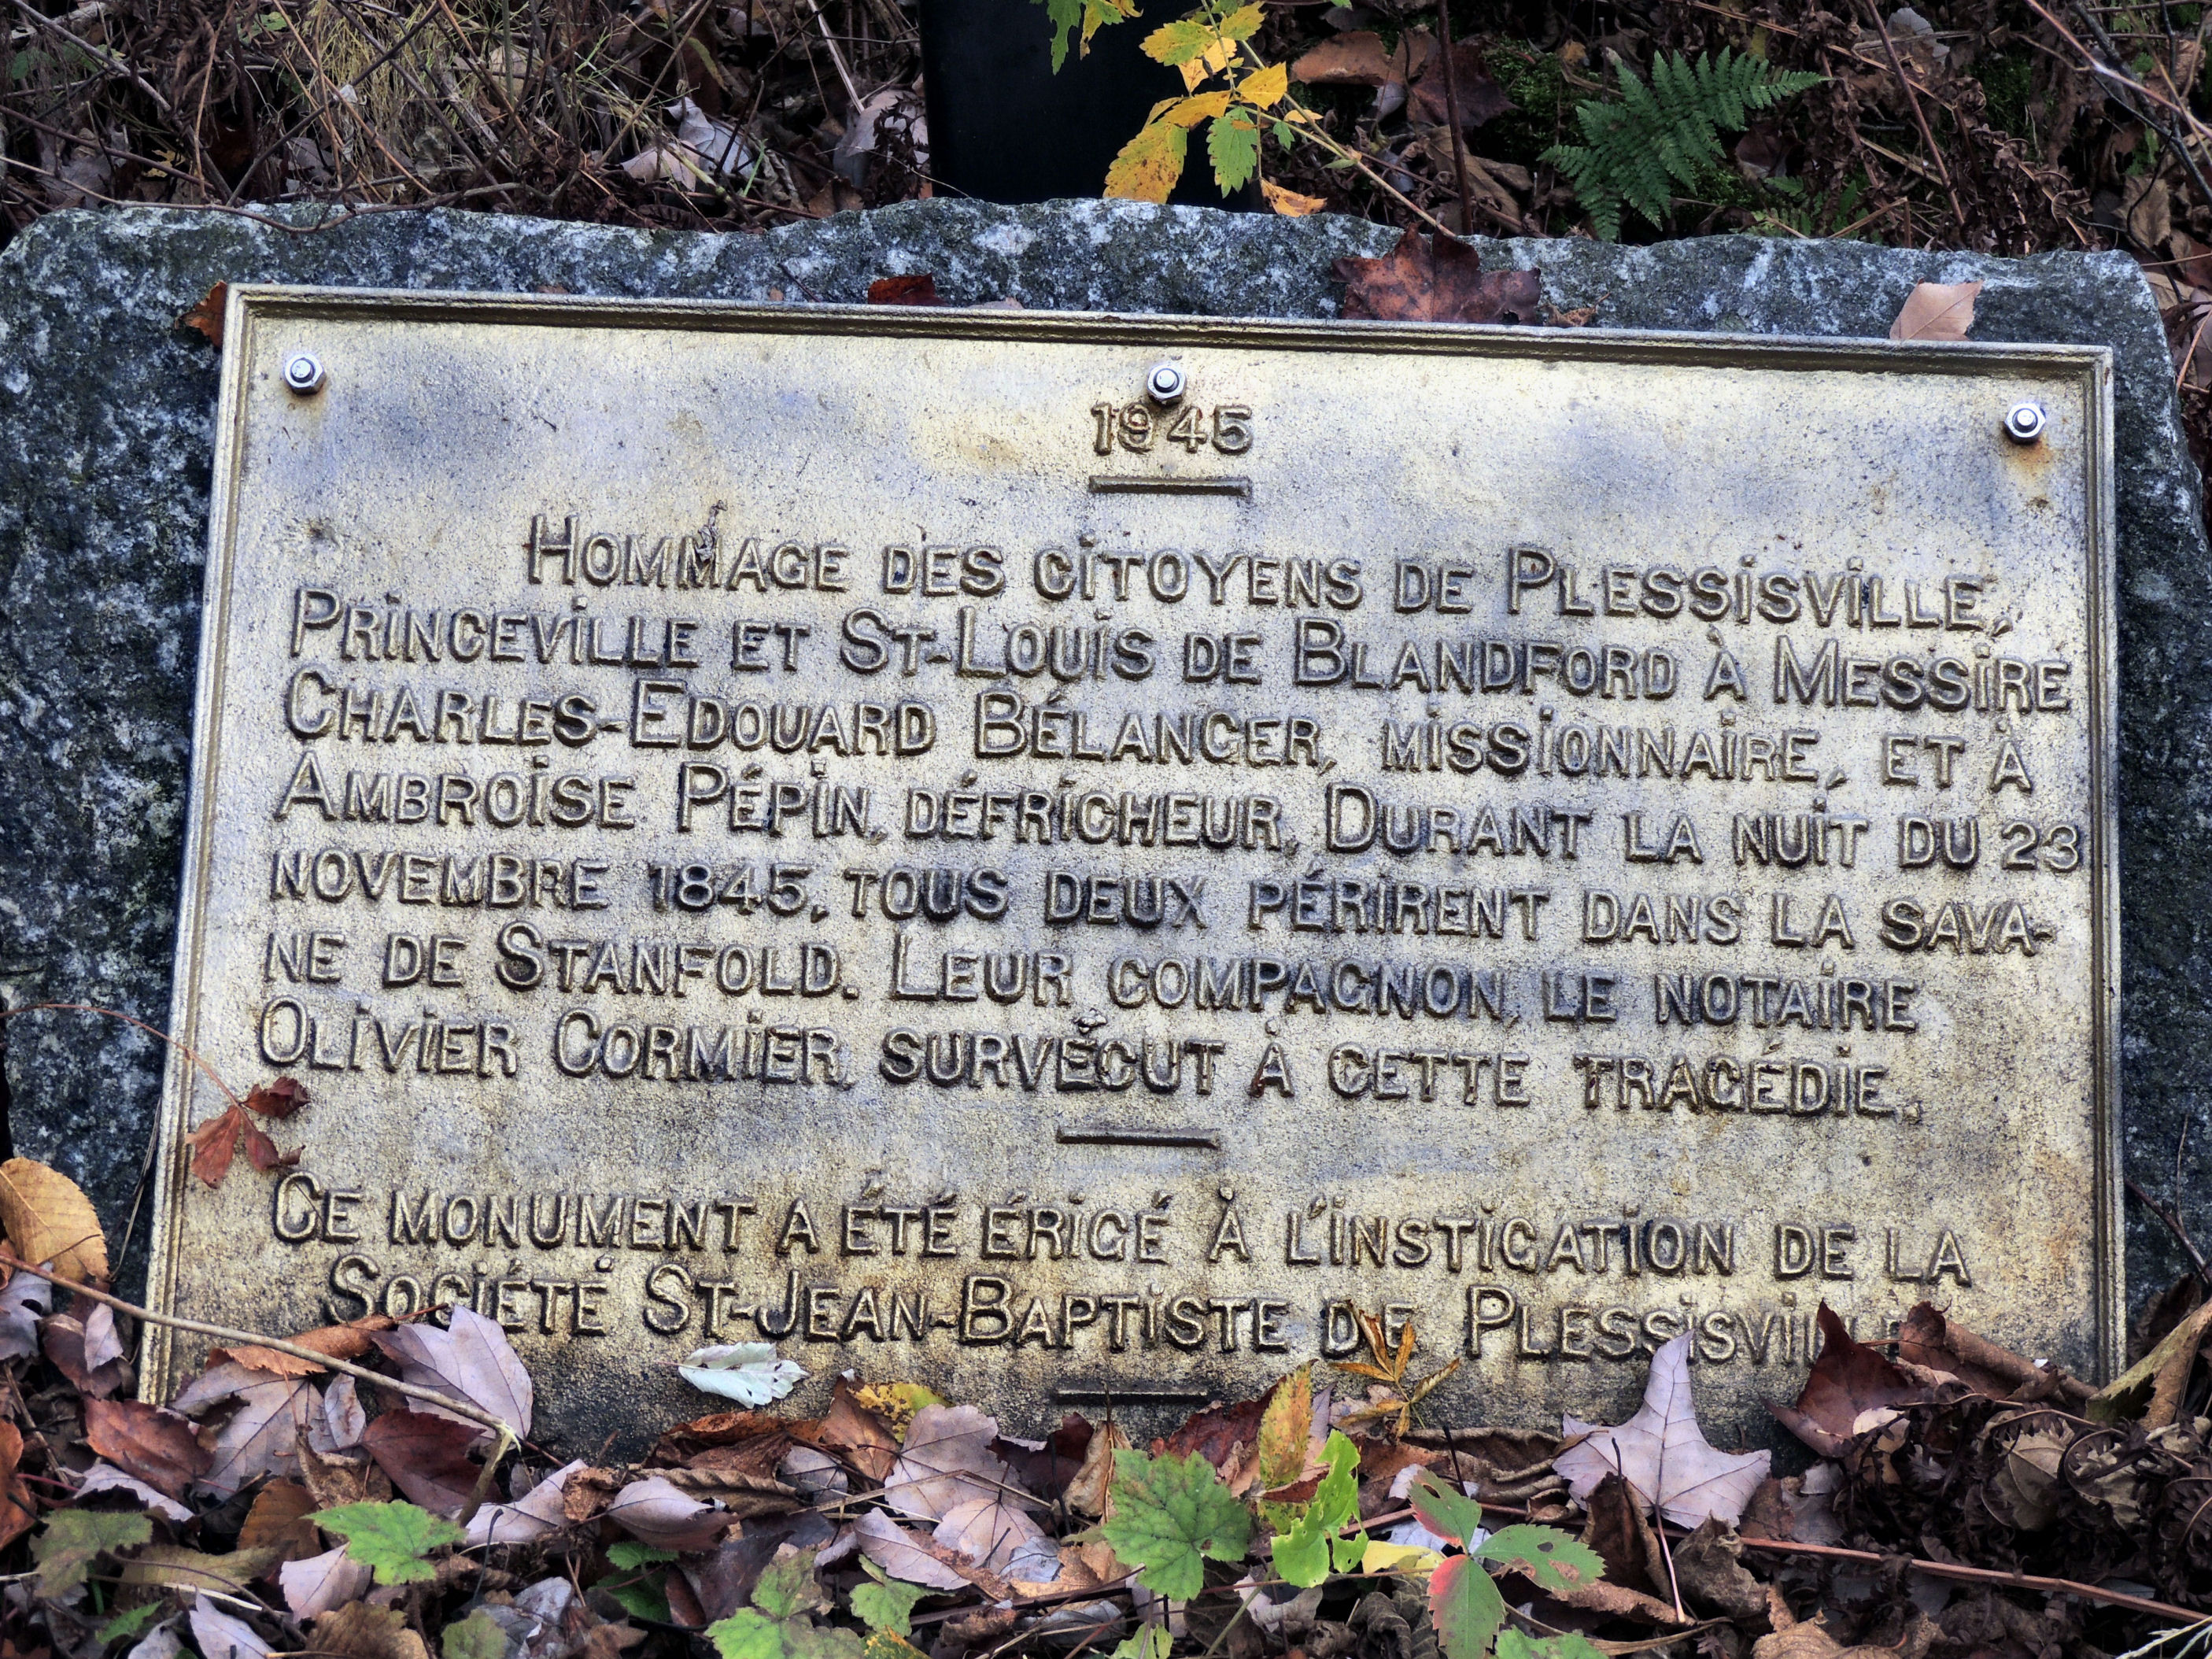 1945
HOMMAGE DES CITOYENS DE PLESSISVILLE,
PRINCEVILLE ET ST-LOUIS DE BLANDFORD À MESSIRE
CHARLES-EDOUARD BÉLANGER, MISSIONNAIRE, ET À
AMBROISE PÉPIN, DÉFRICHEUR. DURANT LA NUIT DU 23
NOVEMBRE 1845, TOUS DEUX PÉRIRENT DANS LA SAVA-
NE DE STANFOLD. LEUR COMPAGNON, LE NOTAIRE
OLIVIER CORMIER, SURVÉCUT À CETTE TRAGÉDIE.
CE MONUMENT A ÉTÉ ÉRIGÉ À L'INSTIGATION DE LA
SOCIÉTÉ ST-JEAN-BAPTISTE DE PLESSISVILLE